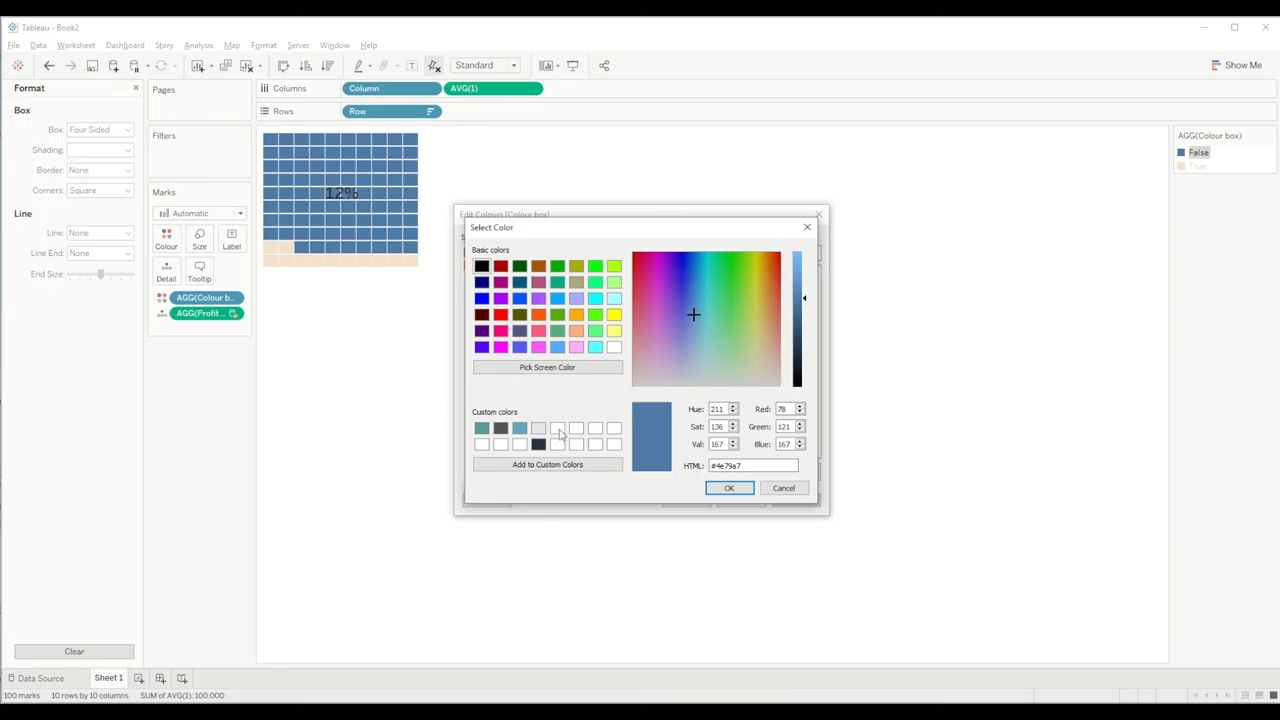 Tableau - Book2
File Data Worksheet Dashboard Story Analysis Map Format Server Window Help
Standard
Show Me
Format
Box
Box: Four Sided
Shading:
Border: None
Corners: Square
Line
Line: None
Line End: None
End Size:
Clear
Pages
Filters
Marks
Automatic
Colour Size Label
Detail Tooltip
AGG(Colour b..
AGG(Profit ..
Columns Column AVG(1)
Rows Row
12%
AGG(Colour box)
False
True
Edit Colours [Colour box]
Select Color
Basic colors
Pick Screen Color
Custom colors
Add to Custom Colors
Hue: 211 Red: 78
Sat: 136 Green: 121
Val: 167 Blue: 167
HTML: #4e79a7
OK Cancel
Data Source Sheet 1
100 marks 10 rows by 10 columns SUM of AVG(1): 100.000